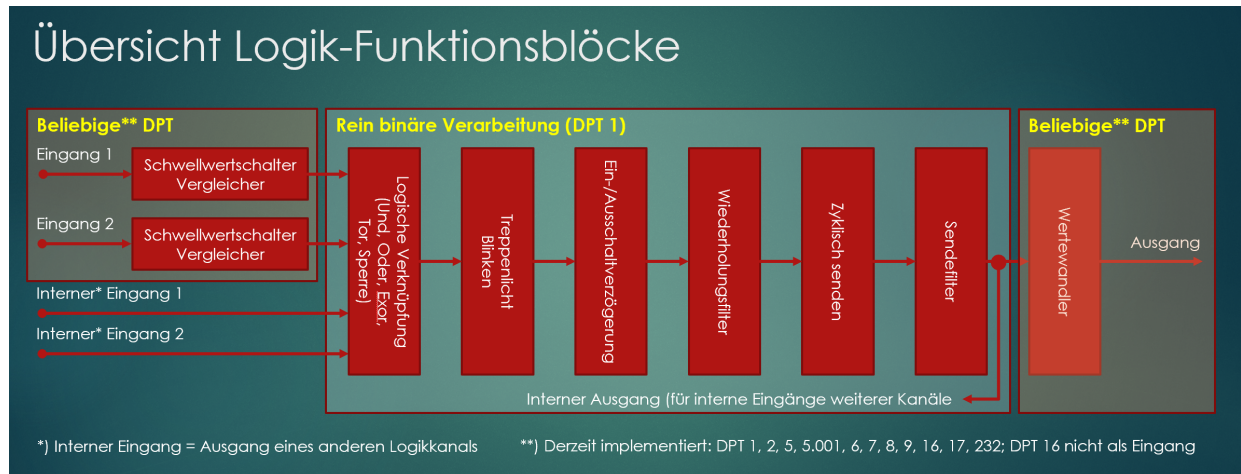 Übersicht Logik-Funktionsblöcke
Beliebige** DPT
Eingang 1
Schwellwertschalter
Vergleicher
Eingang 2
Schwellwertschalter
Vergleicher
Interner* Eingang 1
Interner* Eingang 2
Rein binäre Verarbeitung (DPT 1)
Logische Verknüpfung
(Und, Oder, Exor,
Tor, Sperre)
Treppenlicht
Blinken
Ein-/Ausschaltverzögerung
Wiederholungsfilter
Zyklisch senden
Sendefilter
Interner Ausgang (für interne Eingänge weiterer Kanäle
Beliebige** DPT
Wertewandler
Ausgang
*) Interner Eingang = Ausgang eines anderen Logikkanals
**) Derzeit implementiert: DPT 1, 2, 5, 5.001, 6, 7, 8, 9, 16, 17, 232; DPT 16 nicht als Eingang